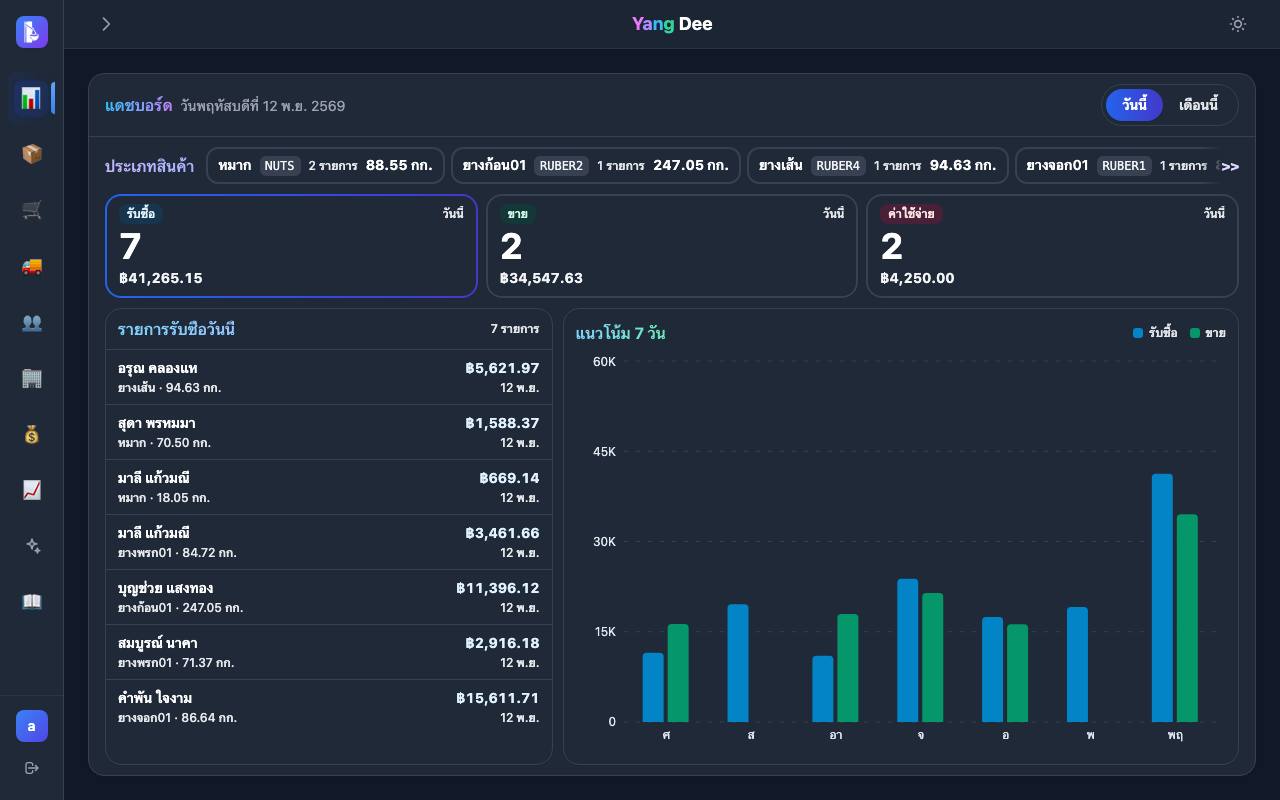 Yang Dee
แดชบอร์ด วันพฤหัสบดีที่ 12 พ.ย. 2569
วันนี้ เดือนนี้
ประเภทสินค้า หมาก NUTS 2 รายการ 88.55 กก. ยางก้อน01 RUBER2 1 รายการ 247.05 กก. ยางเส้น RUBER4 1 รายการ 94.63 กก. ยางจอก01 RUBER1 1 รายการ >>
รับซื้อ วันนี้
7
฿41,265.15
ขาย วันนี้
2
฿34,547.63
ค่าใช้จ่าย วันนี้
2
฿4,250.00
รายการรับซื้อวันนี้ 7 รายการ
อรุณ คลองแห ฿5,621.97
ยางเส้น · 94.63 กก. 12 พ.ย.
สุดา พรหมมา ฿1,588.37
หมาก · 70.50 กก. 12 พ.ย.
มาลี แก้วมณี ฿669.14
หมาก · 18.05 กก. 12 พ.ย.
มาลี แก้วมณี ฿3,461.66
ยางพรก01 · 84.72 กก. 12 พ.ย.
บุญช่วย แสงทอง ฿11,396.12
ยางก้อน01 · 247.05 กก. 12 พ.ย.
สมบูรณ์ นาคา ฿2,916.18
ยางพรก01 · 71.37 กก. 12 พ.ย.
คำพัน ใจงาม ฿15,611.71
ยางจอก01 · 86.64 กก. 12 พ.ย.
แนวโน้ม 7 วัน รับซื้อ ขาย
60K
45K
30K
15K
0
ศ ส อา จ อ พ พฤ
a